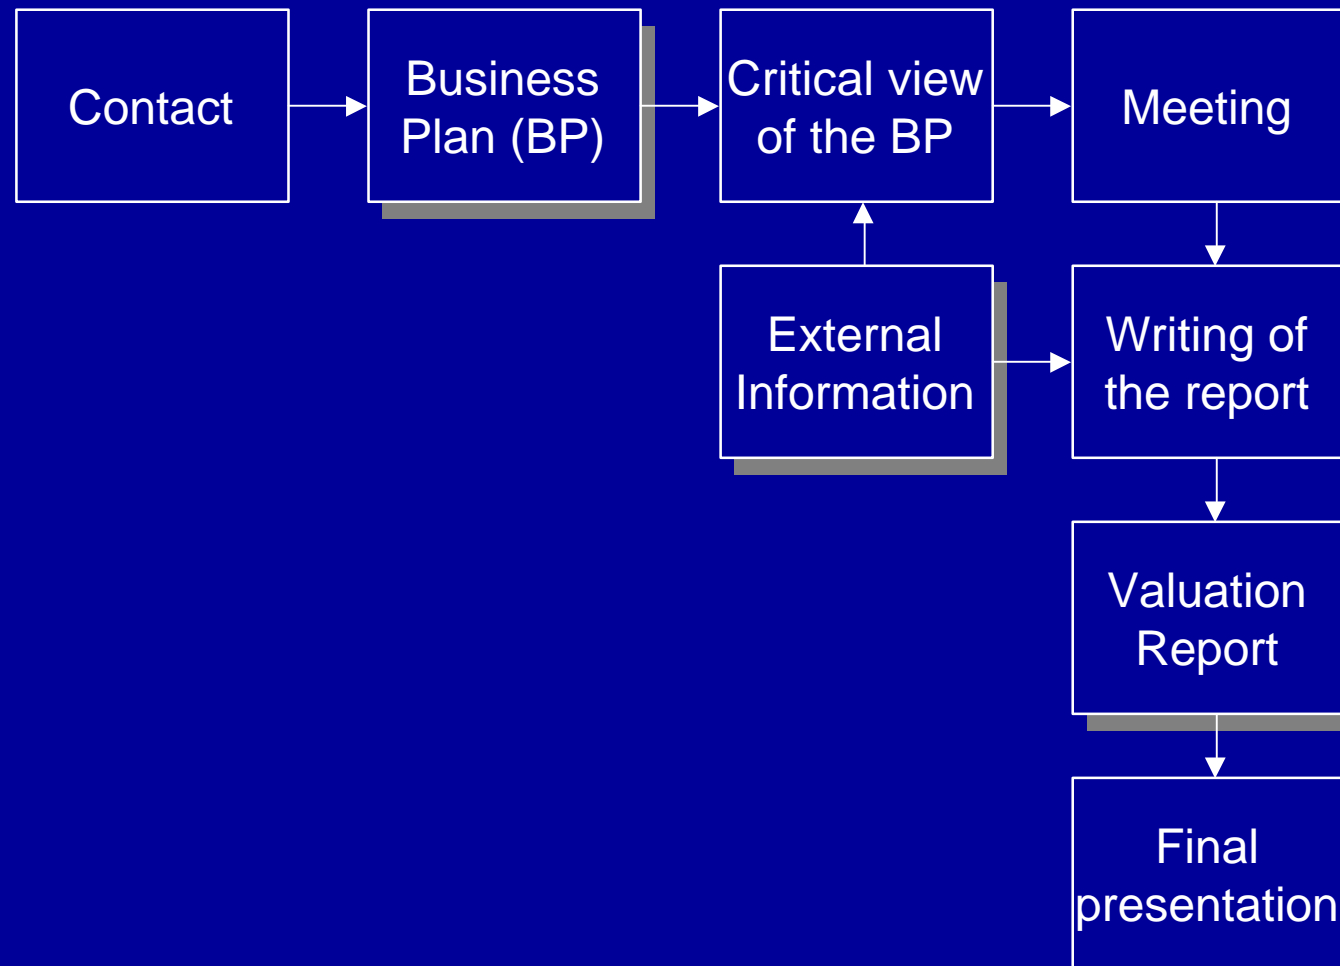 Contact
Business
Plan (BP)
Critical view
of the BP
Meeting
External
Information
Writing of
the report
Valuation
Report
Final
presentation